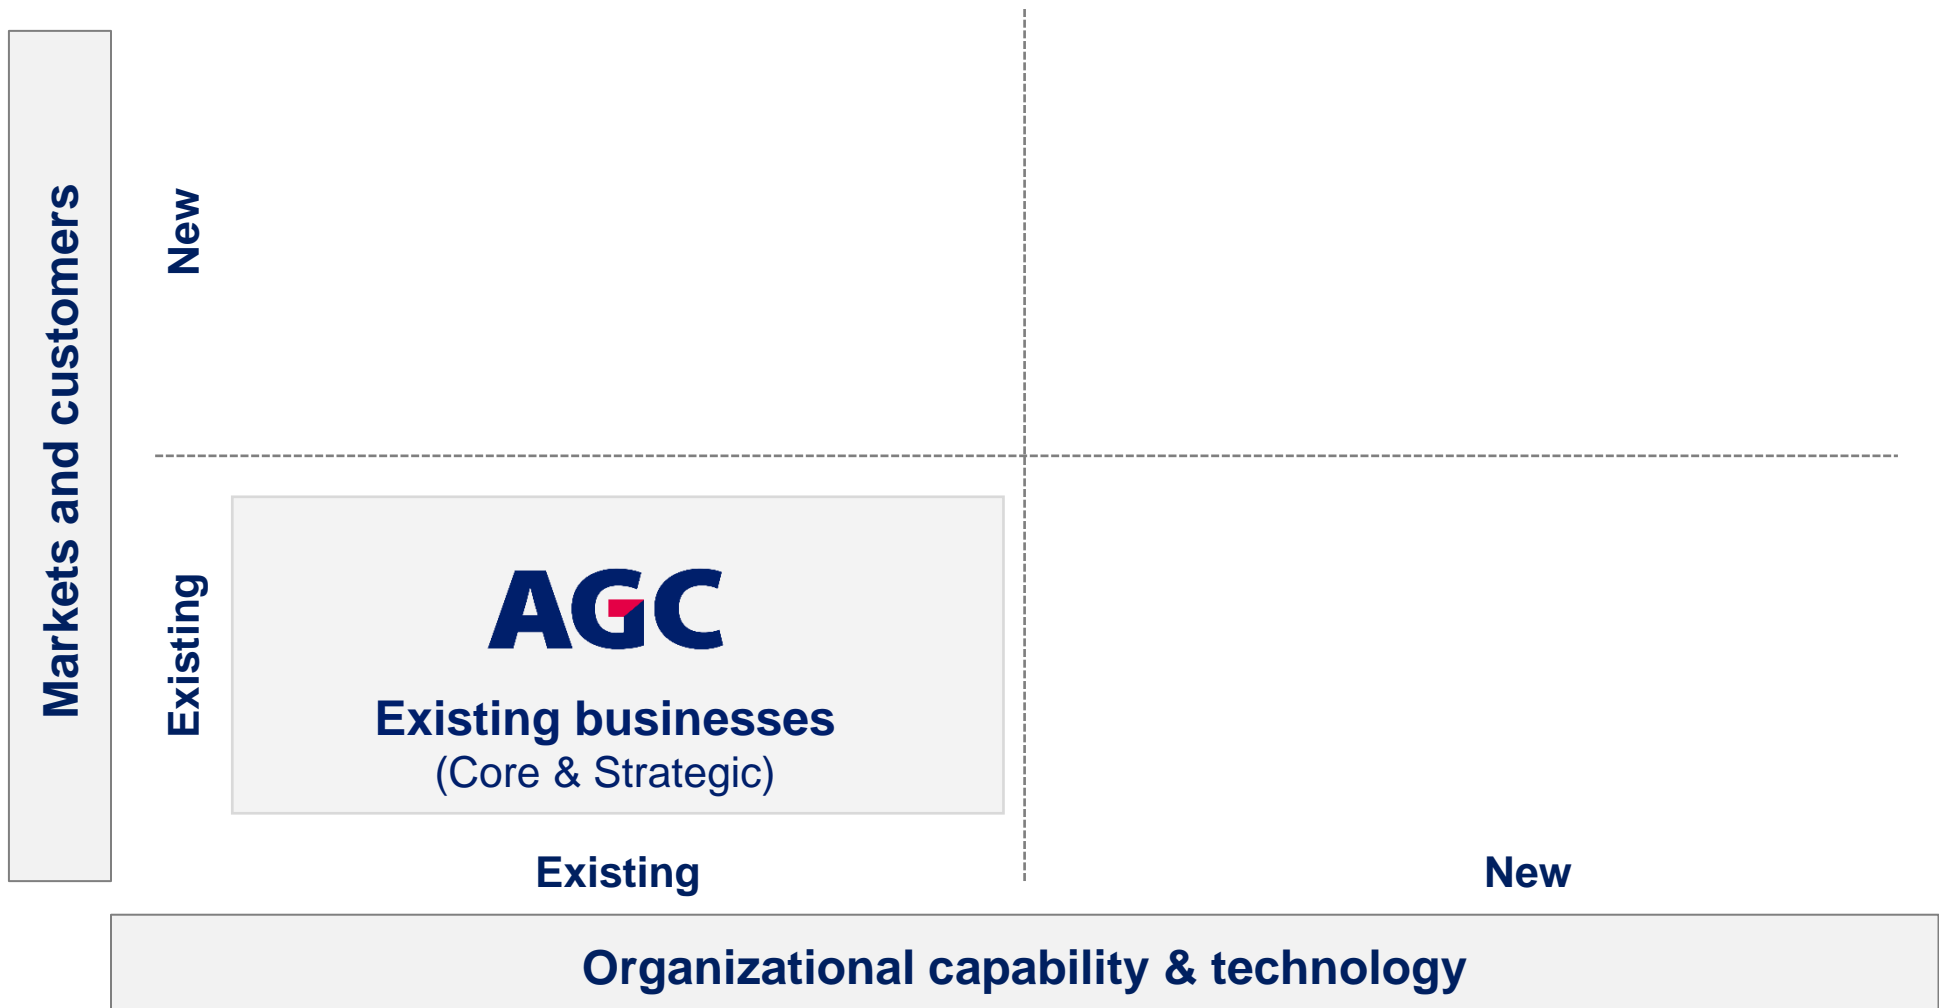 Markets and customers
New
Existing
AGC
Existing businesses
(Core & Strategic)
Existing
New
Organizational capability & technology